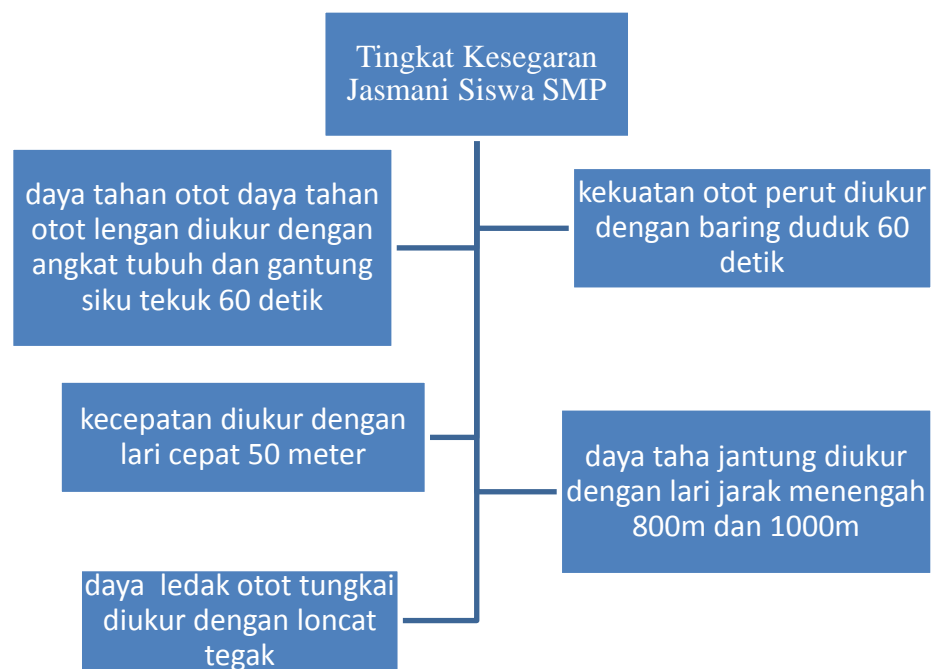 Tingkat Kesegaran
Jasmani Siswa SMP
daya tahan otot daya tahan
otot lengan diukur dengan
angkat tubuh dan gantung
siku tekuk 60 detik
kekuatan otot perut diukur
dengan baring duduk 60
detik
kecepatan diukur dengan
lari cepat 50 meter
daya taha jantung diukur
dengan lari jarak menengah
800m dan 1000m
daya ledak otot tungkai
diukur dengan loncat
tegak